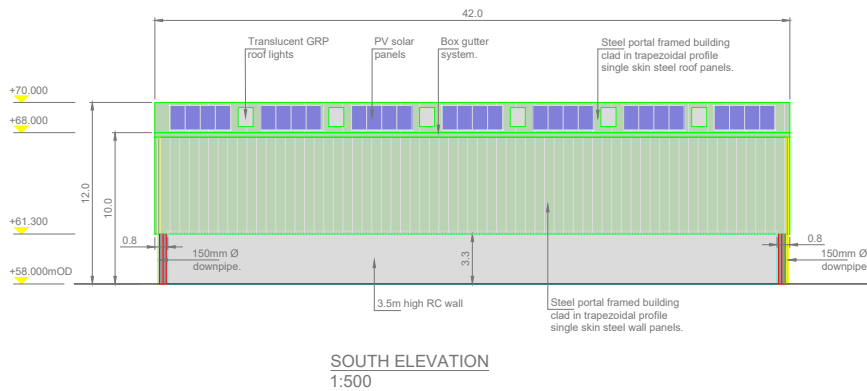 42.0
Translucent GRP
roof lights
PV solar
panels
Box gutter
system.
Steel portal framed building
clad in trapezoidal profile
single skin steel roof panels.
+70.000
+68.000
12.0
10.0
+61.300
0.8
0.8
150mm Ø
downpipe.
3.3
150mm Ø
downpipe.
+58.000mOD
3.5m high RC wall
Steel portal framed building
clad in trapezoidal profile
single skin steel wall panels.
SOUTH ELEVATION
1:500